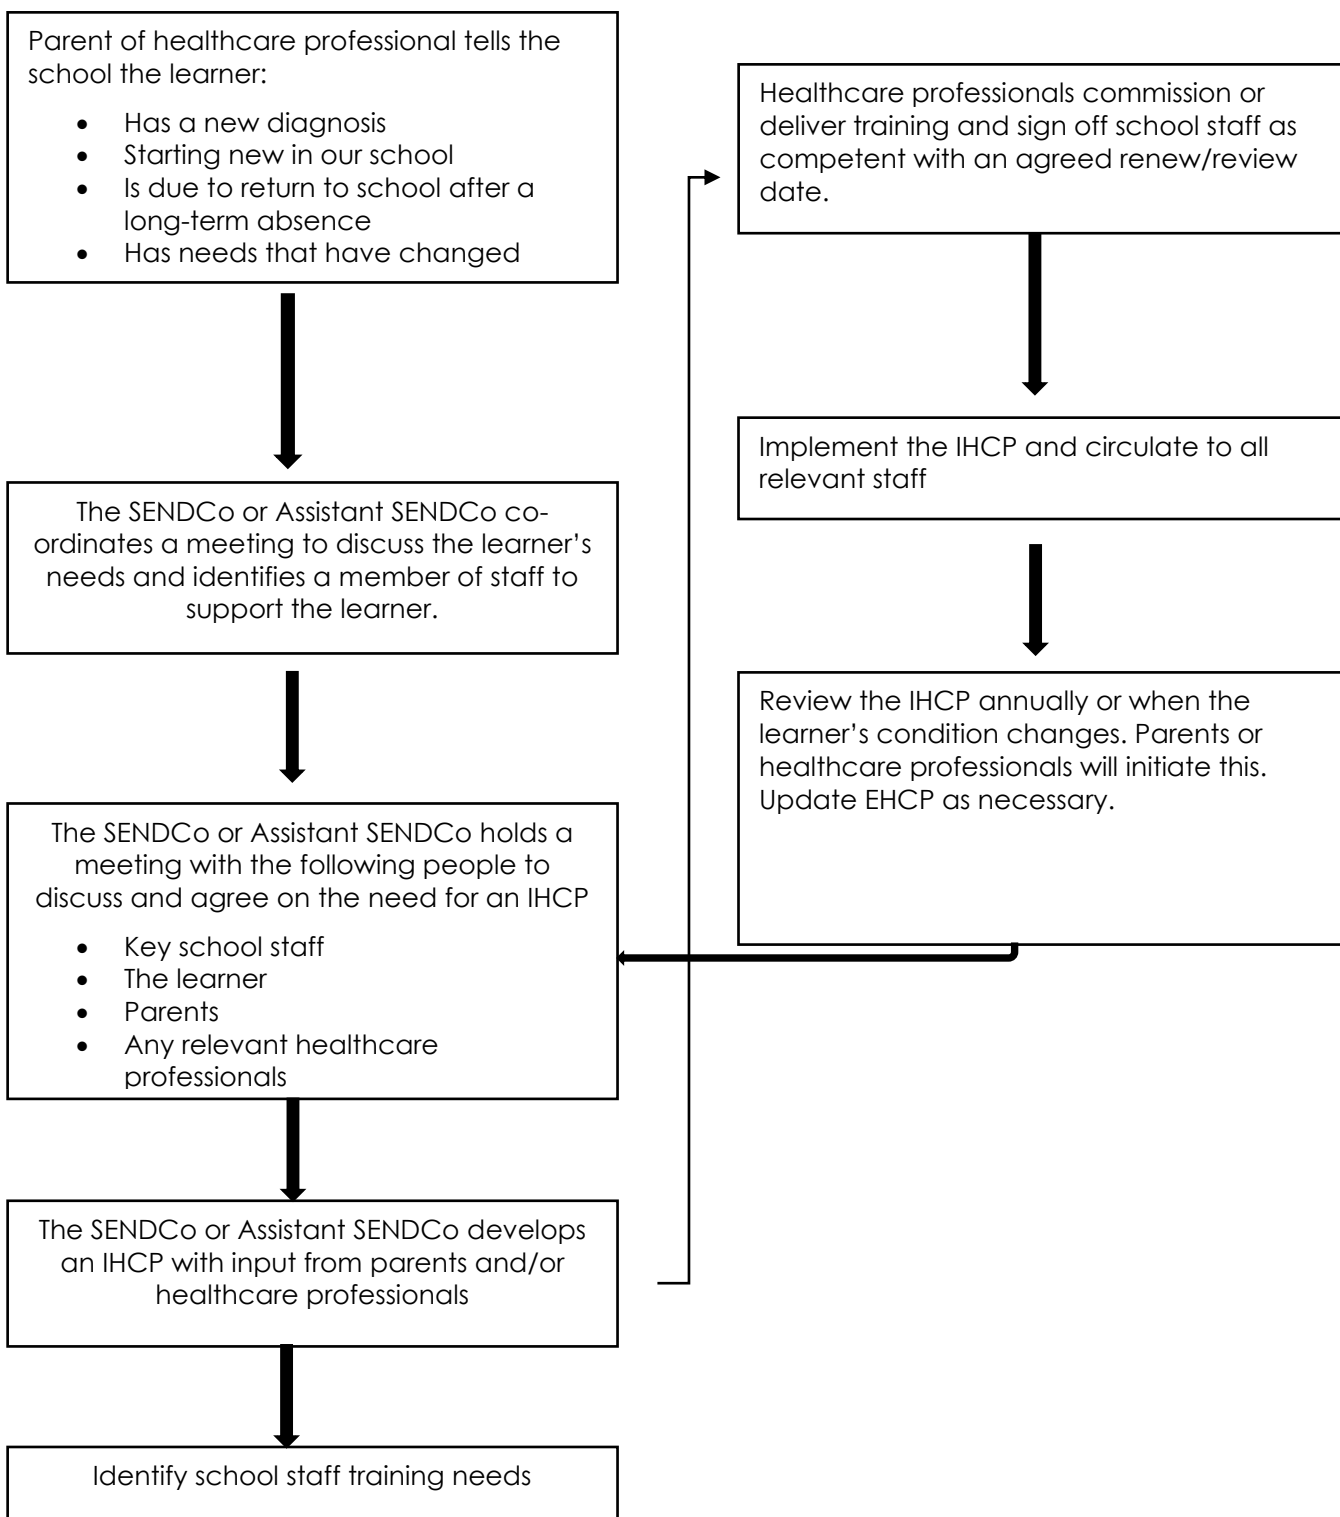 Parent of healthcare professional tells the
school the learner:
• Has a new diagnosis
• Starting new in our school
• Is due to return to school after a
long-term absence
• Has needs that have changed
The SENDCo or Assistant SENDCo co-
ordinates a meeting to discuss the learner’s
needs and identifies a member of staff to
support the learner.
The SENDCo or Assistant SENDCo holds a
meeting with the following people to
discuss and agree on the need for an IHCP
• Key school staff
• The learner
• Parents
• Any relevant healthcare
professionals
The SENDCo or Assistant SENDCo develops
an IHCP with input from parents and/or
healthcare professionals
Identify school staff training needs
Healthcare professionals commission or
deliver training and sign off school staff as
competent with an agreed renew/review
date.
Implement the IHCP and circulate to all
relevant staff
Review the IHCP annually or when the
learner’s condition changes. Parents or
healthcare professionals will initiate this.
Update EHCP as necessary.